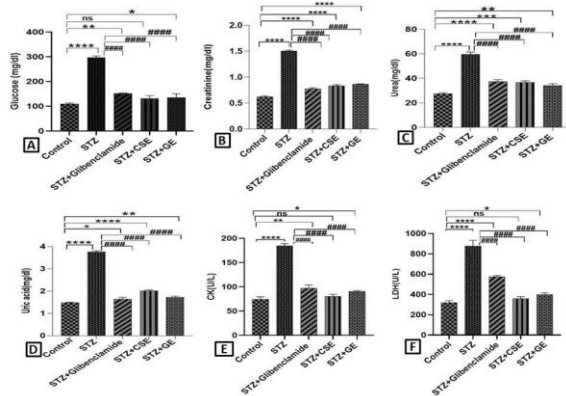 *
ns
**
****
####
####
####
Glucose (mg/dl)
400
300
200
100
0
A
Control
STZ
STZ+Glibenclamide
STZ+CSE
STZ+GE
****
****
****
****
####
####
####
Creatinine(mg/dl)
2.0
1.5
1.0
0.5
0.0
B
Control
STZ
STZ+Glibenclamide
STZ+CSE
STZ+GE
**
***
****
****
####
####
####
Urea(mg/dl)
80
60
40
20
0
C
Control
STZ
STZ+Glibenclamide
STZ+CSE
STZ+GE
**
****
*
****
####
####
####
Uric acid(mg/dl)
4
3
2
1
0
D
Control
STZ
STZ+Glibenclamide
STZ+CSE
STZ+GE
*
ns
**
****
####
####
####
CK(U/L)
200
150
100
50
0
E
Control
STZ
STZ+Glibenclamide
STZ+CSE
STZ+GE
*
ns
****
****
####
####
####
LDH(U/L)
1000
800
600
400
200
0
F
Control
STZ
STZ+Glibenclamide
STZ+CSE
STZ+GE